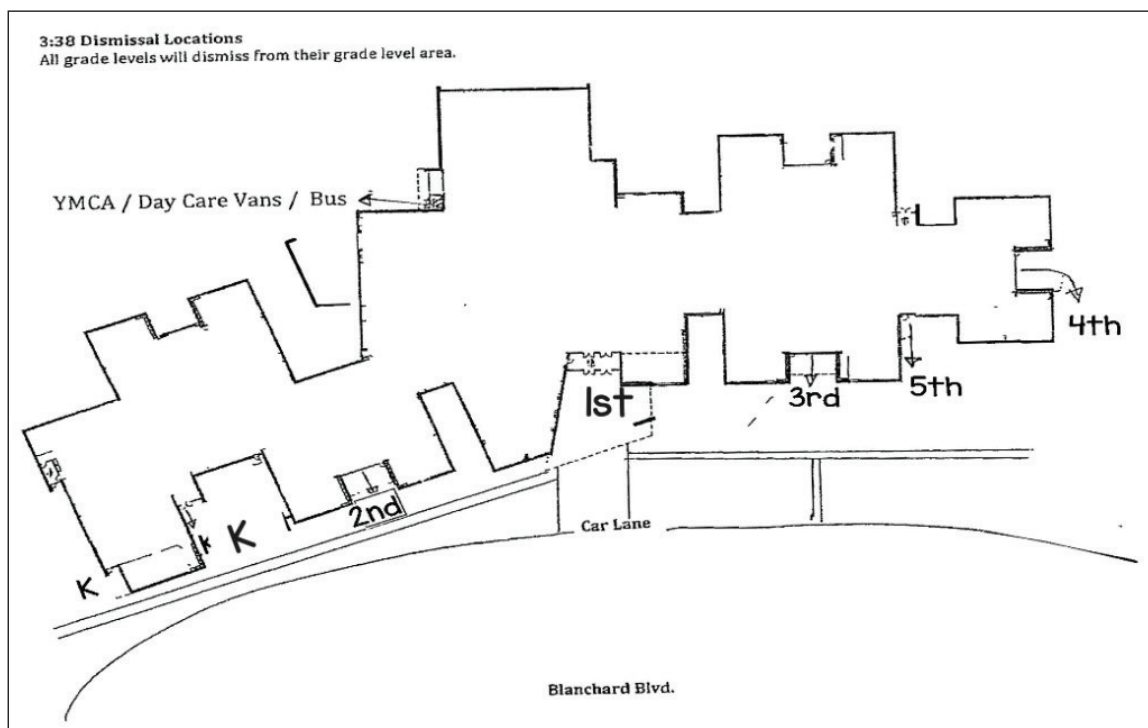 3:38 Dismissal Locations
All grade levels will dismiss from their grade level area.
YMCA / Day Care Vans / Bus
4th
1st
3rd
5th
2nd
K
K
K
Car Lane
Blanchard Blvd.